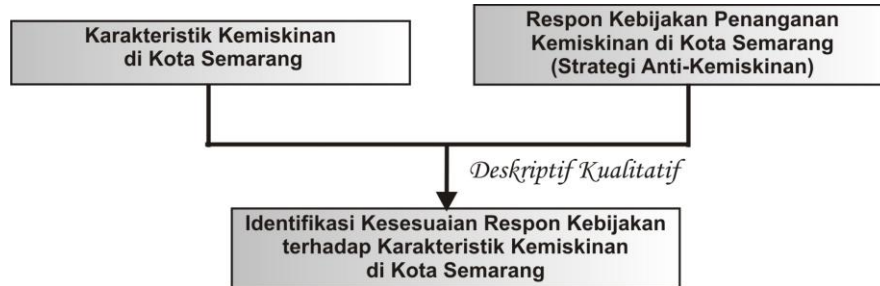 Karakteristik Kemiskinan
di Kota Semarang
Respon Kebijakan Penanganan
Kemiskinan di Kota Semarang
(Strategi Anti-Kemiskinan)
Deskriptif Kualitatif
Identifikasi Kesesuaian Respon Kebijakan
terhadap Karakteristik Kemiskinan
di Kota Semarang